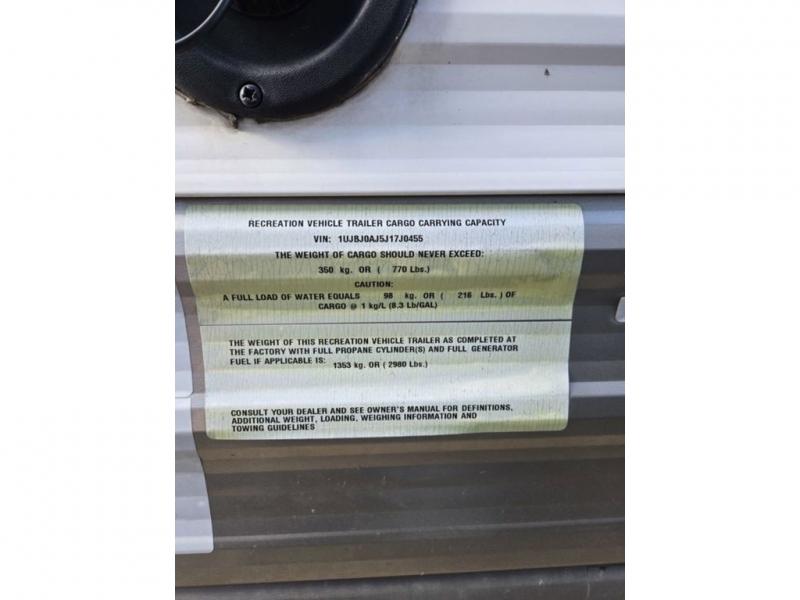 RECREATION VEHICLE TRAILER CARGO CARRYING CAPACITY
VIN: 1UJBJ0AJ5J17J0455
THE WEIGHT OF CARGO SHOULD NEVER EXCEED:
350 kg. OR ( 770 Lbs.)
CAUTION:
A FULL LOAD OF WATER EQUALS 98 kg. OR ( 216 Lbs. ) OF
CARGO @ 1 kg/L (8.3 Lb/GAL)
THE WEIGHT OF THIS RECREATION VEHICLE TRAILER AS COMPLETED AT
THE FACTORY WITH FULL PROPANE CYLINDER(S) AND FULL GENERATOR
FUEL IF APPLICABLE IS: 1353 kg. OR ( 2980 Lbs.)
CONSULT YOUR DEALER AND SEE OWNER'S MANUAL FOR DEFINITIONS,
ADDITIONAL WEIGHT, LOADING, WEIGHING INFORMATION AND
TOWING GUIDELINES